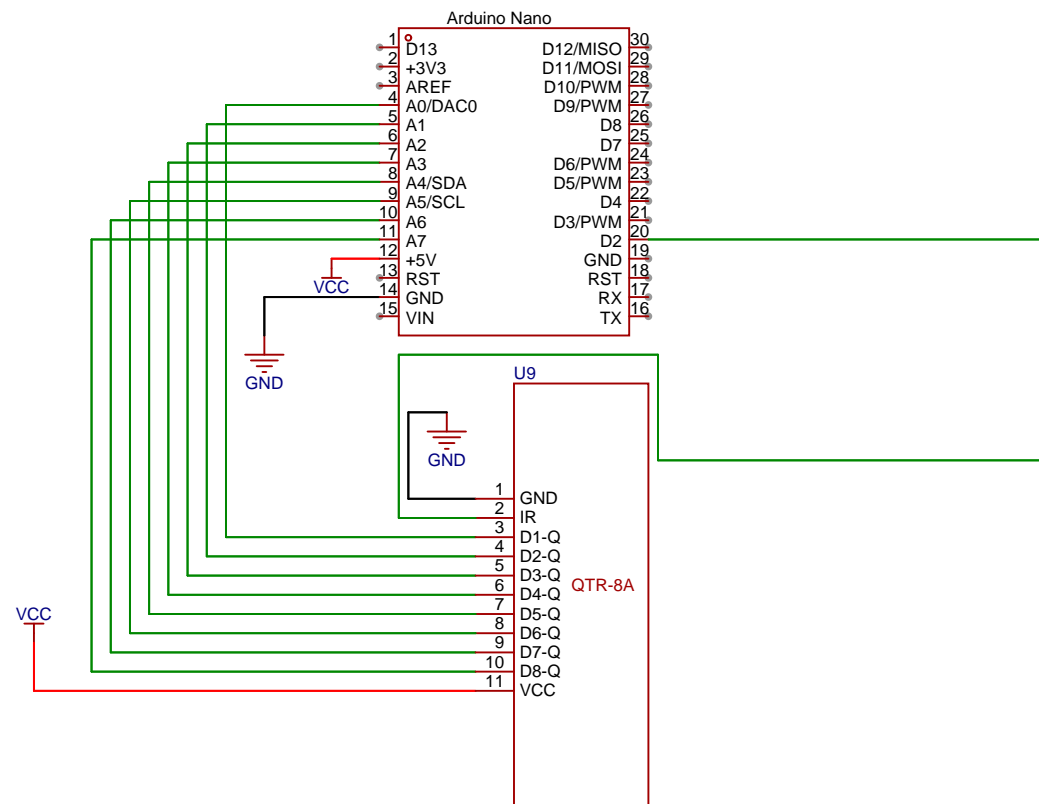 Arduino Nano
1 D13 D12/MISO 30
2 +3V3 D11/MOSI 29
3 AREF D10/PWM 28
4 A0/DAC0 D9/PWM 27
5 A1 D8 26
6 A2 D7 25
7 A3 D6/PWM 24
8 A4/SDA D5/PWM 23
9 A5/SCL D4 22
10 A6 D3/PWM 21
11 A7 D2 20
12 +5V GND 19
13 RST RST 18
VCC
14 GND RX 17
15 VIN TX 16
GND
U9
GND
1 GND
2 IR
3 D1-Q
4 D2-Q
5 D3-Q
QTR-8A
6 D4-Q
7 D5-Q
VCC
8 D6-Q
9 D7-Q
10 D8-Q
11 VCC